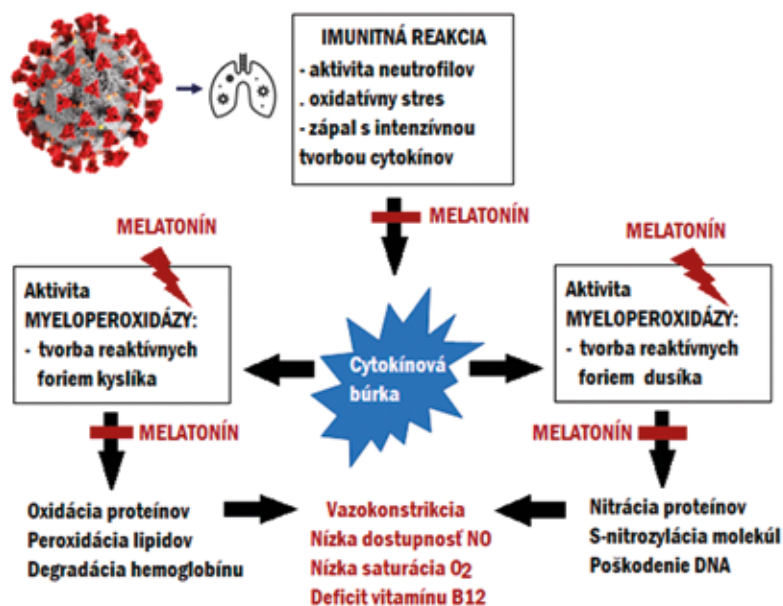 IMUNITNÁ REAKCIA
- aktivita neutrofilov
. oxidatívny stres
- zápal s intenzívnou
tvorbou cytokínov
MELATONÍN
MELATONÍN
Aktivita
MYELOPEROXIDÁZY:
- tvorba reaktívnych
foriem kyslíka
Cytokínová
búrka
MELATONÍN
Aktivita
MYELOPEROXIDÁZY:
- tvorba reaktívnych
foriem dusíka
MELATONÍN
MELATONÍN
Oxidácia proteínov
Peroxidácia lipidov
Degradácia hemoglobínu
Vazokonstrikcia
Nízka dostupnosť NO
Nízka saturácia O2
Deficit vitamínu B12
Nitrácia proteínov
S-nitrozylácia molekúl
Poškodenie DNA